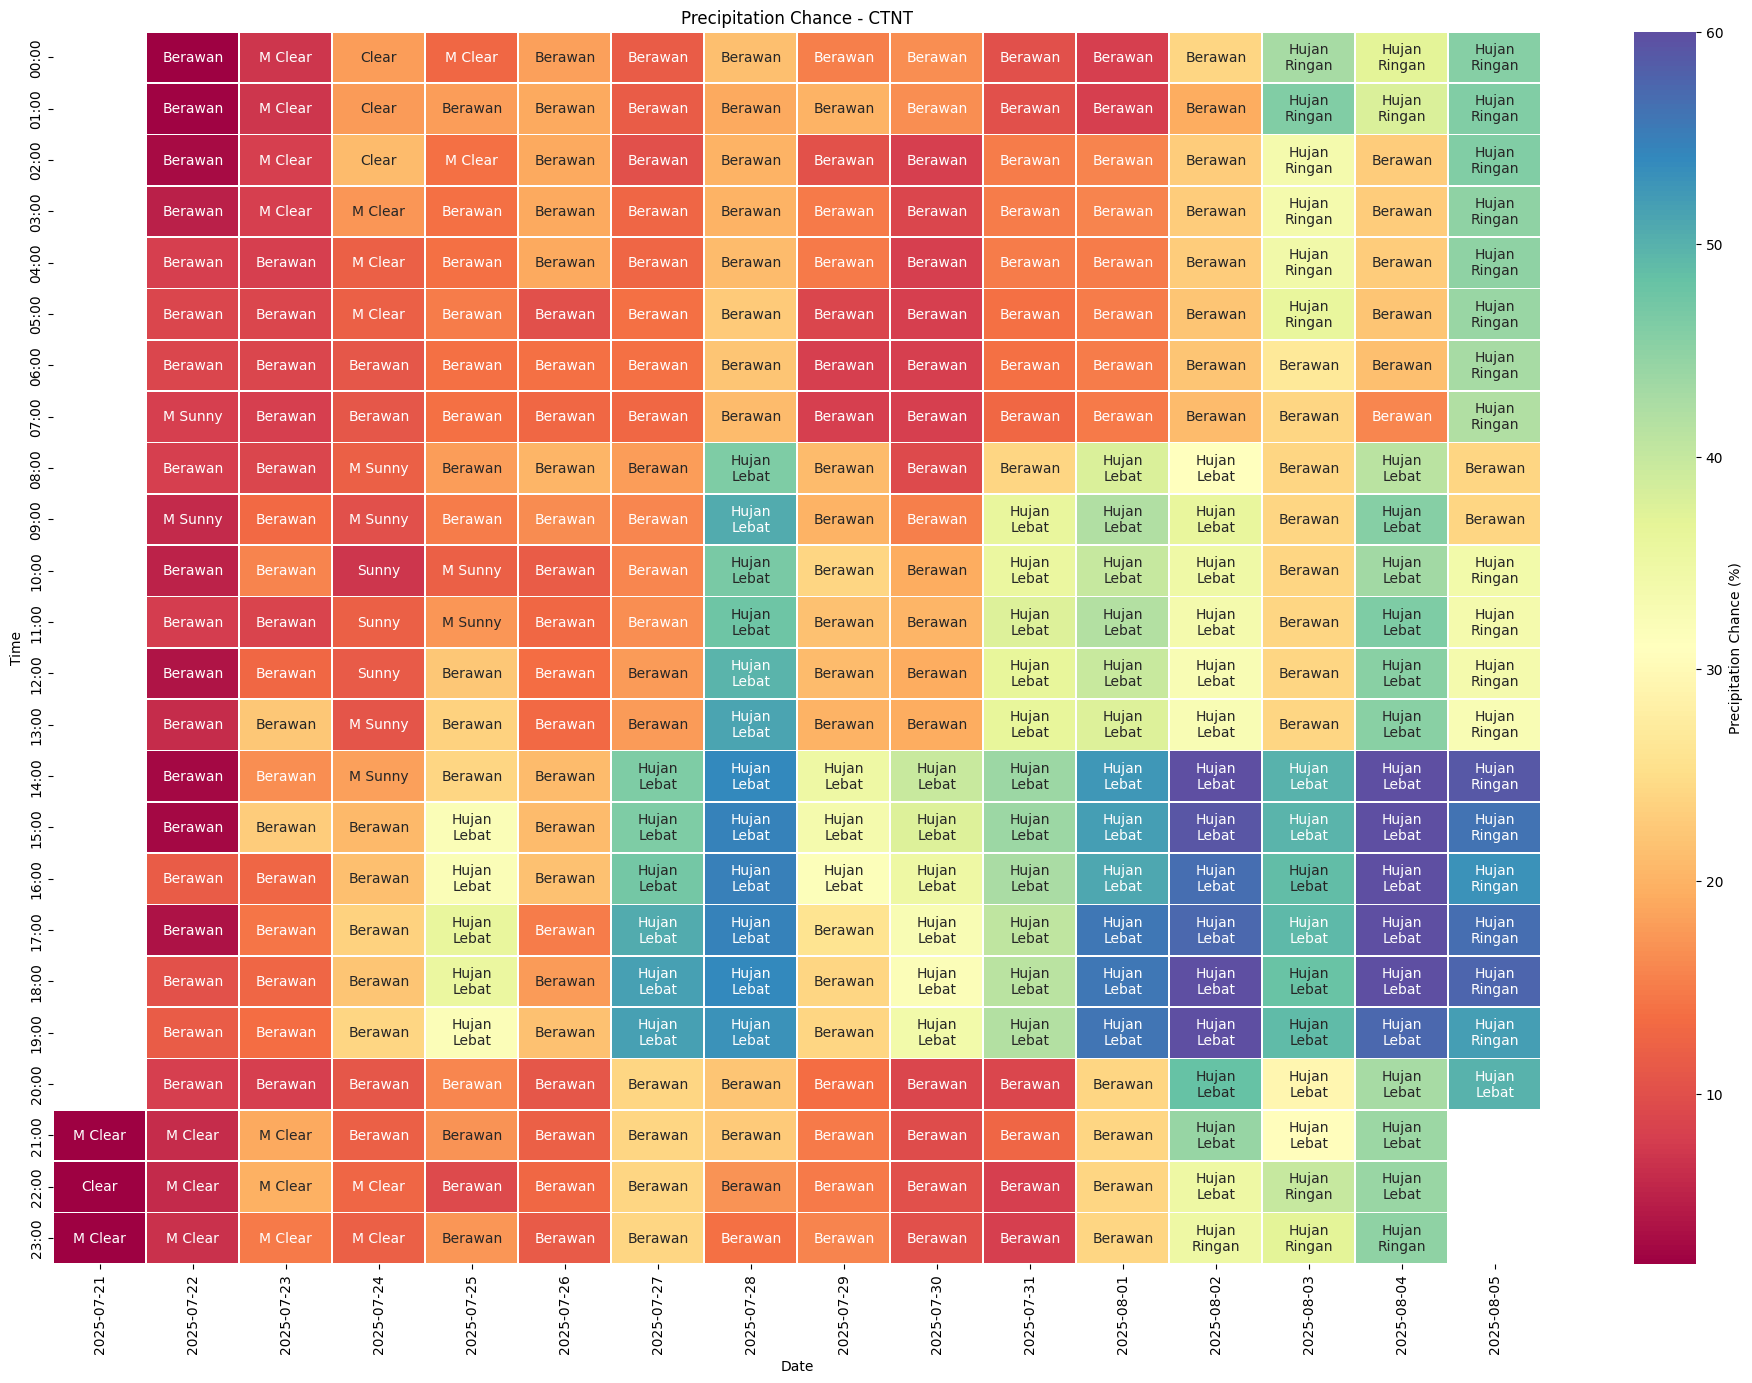 Precipitation Chance - CTNT
00:00 Berawan M Clear Clear M Clear Berawan Berawan Berawan Berawan Berawan Berawan Berawan Berawan Hujan Ringan Hujan Ringan Hujan Ringan
01:00 Berawan M Clear Clear Berawan Berawan Berawan Berawan Berawan Berawan Berawan Berawan Berawan Hujan Ringan Hujan Ringan Hujan Ringan
02:00 Berawan M Clear Clear M Clear Berawan Berawan Berawan Berawan Berawan Berawan Berawan Berawan Hujan Ringan Berawan Hujan Ringan
03:00 Berawan M Clear M Clear Berawan Berawan Berawan Berawan Berawan Berawan Berawan Berawan Berawan Hujan Ringan Berawan Hujan Ringan
04:00 Berawan Berawan M Clear Berawan Berawan Berawan Berawan Berawan Berawan Berawan Berawan Berawan Hujan Ringan Berawan Hujan Ringan
05:00 Berawan Berawan M Clear Berawan Berawan Berawan Berawan Berawan Berawan Berawan Berawan Berawan Hujan Ringan Berawan Hujan Ringan
06:00 Berawan Berawan Berawan Berawan Berawan Berawan Berawan Berawan Berawan Berawan Berawan Berawan Berawan Berawan Hujan Ringan
07:00 M Sunny Berawan Berawan Berawan Berawan Berawan Berawan Berawan Berawan Berawan Berawan Berawan Berawan Berawan Hujan Ringan
08:00 Berawan Berawan M Sunny Berawan Berawan Berawan Hujan Lebat Berawan Berawan Berawan Hujan Lebat Hujan Lebat Berawan Hujan Lebat Berawan
09:00 M Sunny Berawan M Sunny Berawan Berawan Berawan Hujan Lebat Berawan Berawan Hujan Lebat Hujan Lebat Hujan Lebat Berawan Hujan Lebat Berawan
10:00 Berawan Berawan Sunny M Sunny Berawan Berawan Hujan Lebat Berawan Berawan Hujan Lebat Hujan Lebat Hujan Lebat Berawan Hujan Lebat Hujan Ringan
11:00 Berawan Berawan Sunny M Sunny Berawan Berawan Hujan Lebat Berawan Berawan Hujan Lebat Hujan Lebat Hujan Lebat Berawan Hujan Lebat Hujan Ringan
12:00 Berawan Berawan Sunny Berawan Berawan Berawan Hujan Lebat Berawan Berawan Hujan Lebat Hujan Lebat Hujan Lebat Berawan Hujan Lebat Hujan Ringan
13:00 Berawan Berawan M Sunny Berawan Berawan Berawan Hujan Lebat Berawan Berawan Hujan Lebat Hujan Lebat Hujan Lebat Berawan Hujan Lebat Hujan Ringan
14:00 Berawan Berawan M Sunny Berawan Berawan Hujan Lebat Hujan Lebat Hujan Lebat Hujan Lebat Hujan Lebat Hujan Lebat Hujan Lebat Hujan Lebat Hujan Lebat Hujan Ringan
15:00 Berawan Berawan Berawan Hujan Lebat Berawan Hujan Lebat Hujan Lebat Hujan Lebat Hujan Lebat Hujan Lebat Hujan Lebat Hujan Lebat Hujan Lebat Hujan Lebat Hujan Ringan
16:00 Berawan Berawan Berawan Hujan Lebat Berawan Hujan Lebat Hujan Lebat Hujan Lebat Hujan Lebat Hujan Lebat Hujan Lebat Hujan Lebat Hujan Lebat Hujan Lebat Hujan Ringan
17:00 Berawan Berawan Berawan Hujan Lebat Berawan Hujan Lebat Hujan Lebat Berawan Hujan Lebat Hujan Lebat Hujan Lebat Hujan Lebat Hujan Lebat Hujan Lebat Hujan Ringan
18:00 Berawan Berawan Berawan Hujan Lebat Berawan Hujan Lebat Hujan Lebat Berawan Hujan Lebat Hujan Lebat Hujan Lebat Hujan Lebat Hujan Lebat Hujan Lebat Hujan Ringan
19:00 Berawan Berawan Berawan Hujan Lebat Berawan Hujan Lebat Hujan Lebat Berawan Hujan Lebat Hujan Lebat Hujan Lebat Hujan Lebat Hujan Lebat Hujan Lebat Hujan Ringan
20:00 Berawan Berawan Berawan Berawan Berawan Berawan Berawan Berawan Berawan Berawan Berawan Hujan Lebat Hujan Lebat Hujan Lebat Hujan Lebat
21:00 M Clear M Clear M Clear Berawan Berawan Berawan Berawan Berawan Berawan Berawan Berawan Berawan Hujan Lebat Hujan Lebat Hujan Lebat
22:00 Clear M Clear M Clear M Clear Berawan Berawan Berawan Berawan Berawan Berawan Berawan Berawan Hujan Lebat Hujan Ringan Hujan Lebat
23:00 M Clear M Clear M Clear M Clear Berawan Berawan Berawan Berawan Berawan Berawan Berawan Berawan Hujan Ringan Hujan Ringan Hujan Ringan
Time
2025-07-21 2025-07-22 2025-07-23 2025-07-24 2025-07-25 2025-07-26 2025-07-27 2025-07-28 2025-07-29 2025-07-30 2025-07-31 2025-08-01 2025-08-02 2025-08-03 2025-08-04 2025-08-05
Date
60
50
40
30
20
10
Precipitation Chance (%)